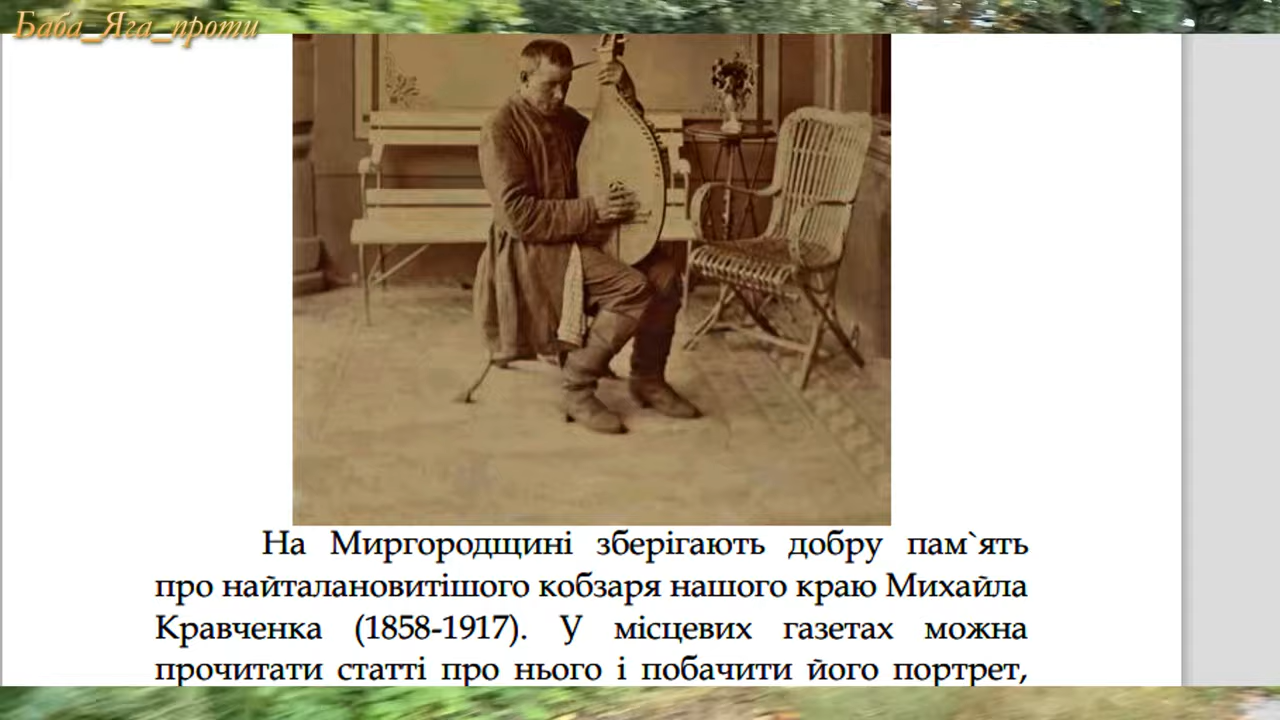 Баба_Яга_проти
На Миргородщині зберігають добру пам`ять
про найталановитішого кобзаря нашого краю Михайла
Кравченка (1858-1917). У місцевих газетах можна
прочитати статті про нього і побачити його портрет,